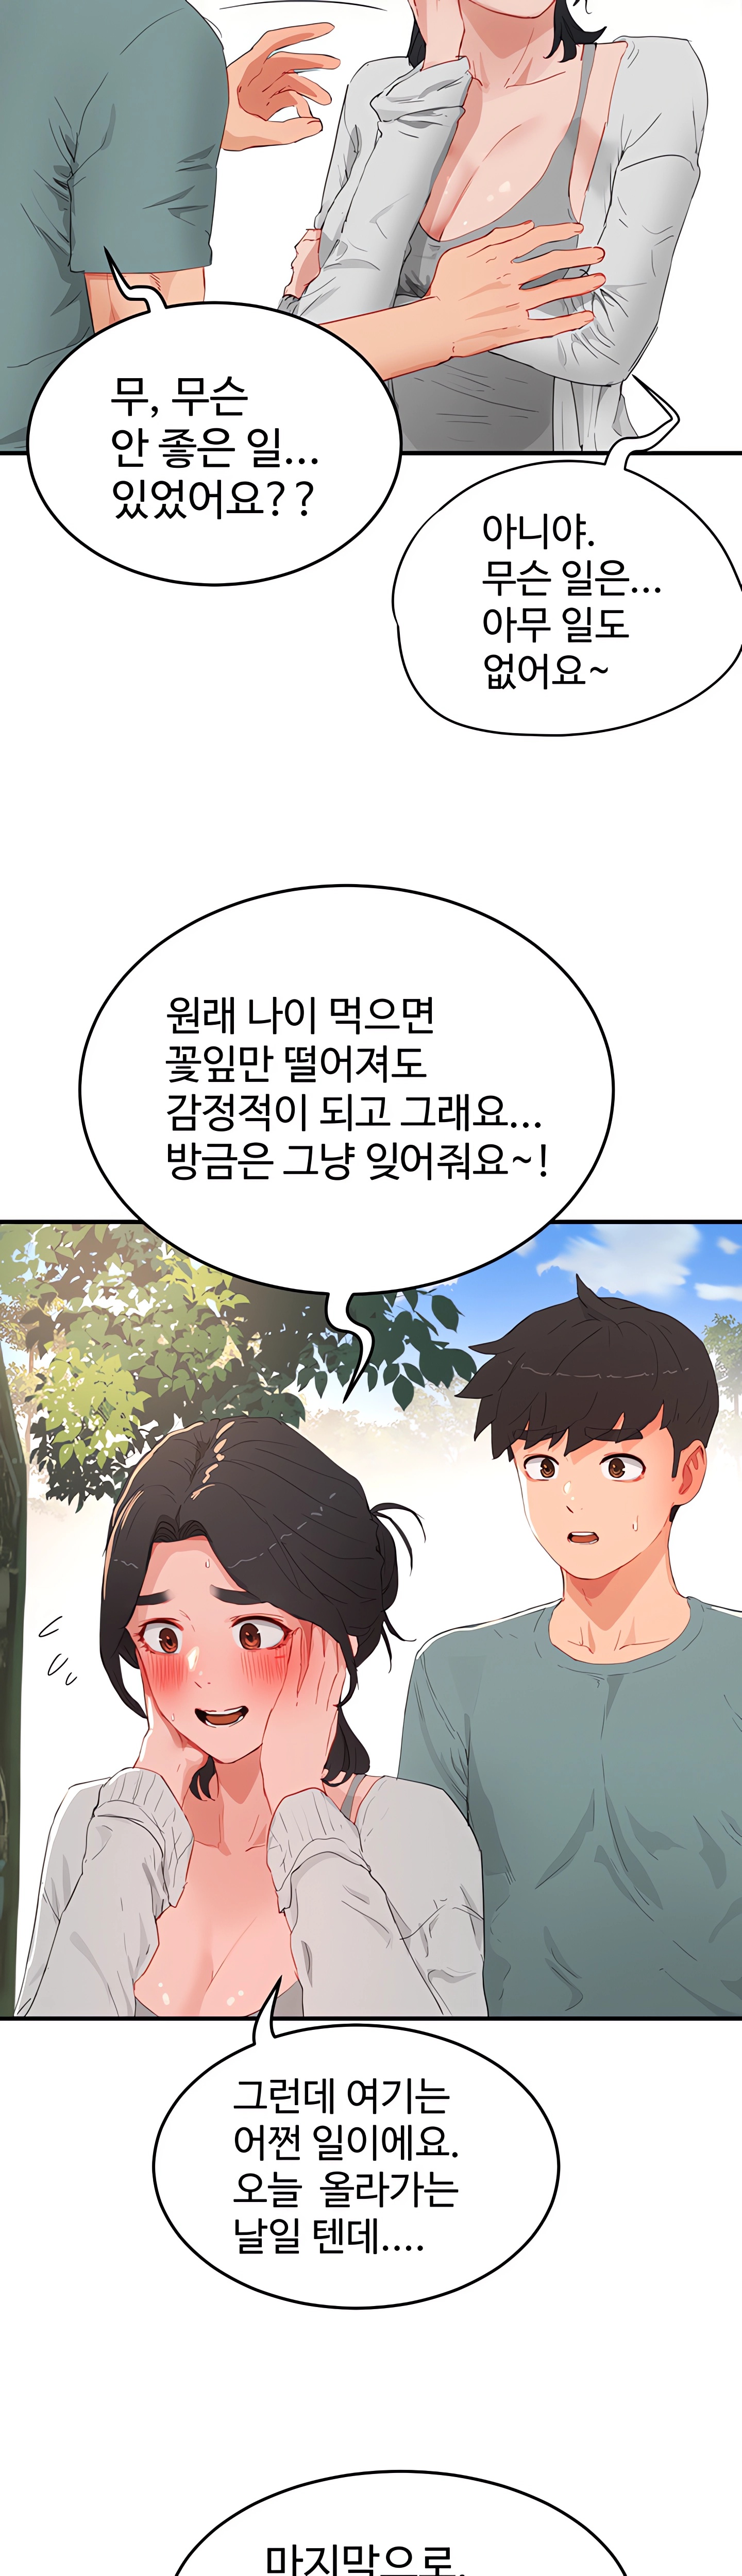 무, 무슨
안 좋은 일...
있었어요??
아니야.
무슨 일은...
아무 일도
없어요~
원래 나이 먹으면
꽃잎만 떨어져도
감정적이 되고 그래요...
방금은 그냥 잊어줘요~!
그런데 여기는
어쩐 일이에요.
오늘 올라가는
날일 텐데....
마지막으로,